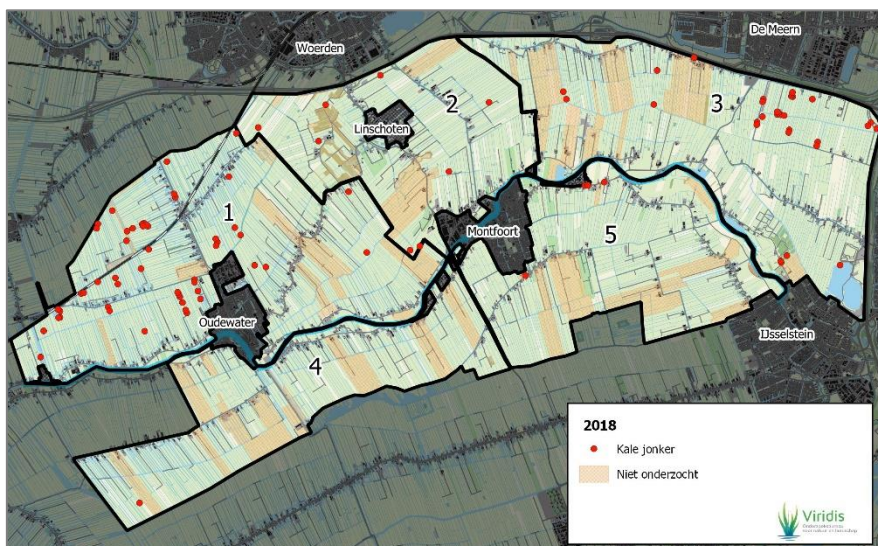 De Meern
Woerden
2
3
Linschoten
1
Montfoort
5
Oudewater
IJsselstein
4
2018
Kale jonker
Niet onderzocht
Viridis